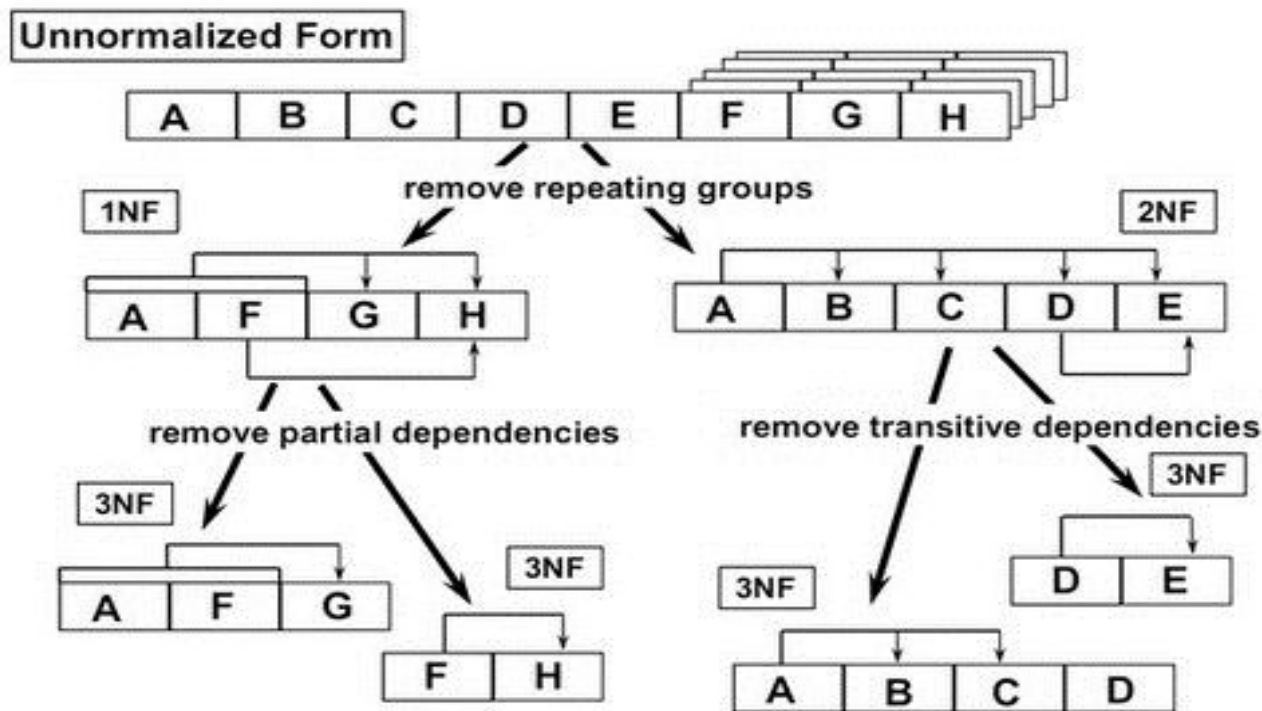 Unnormalized Form
A B C D E F G H
remove repeating groups
1NF
2NF
A F G H
A B C D E
remove partial dependencies
remove transitive dependencies
3NF
3NF
3NF
3NF
D E
A F G
F H
A B C D